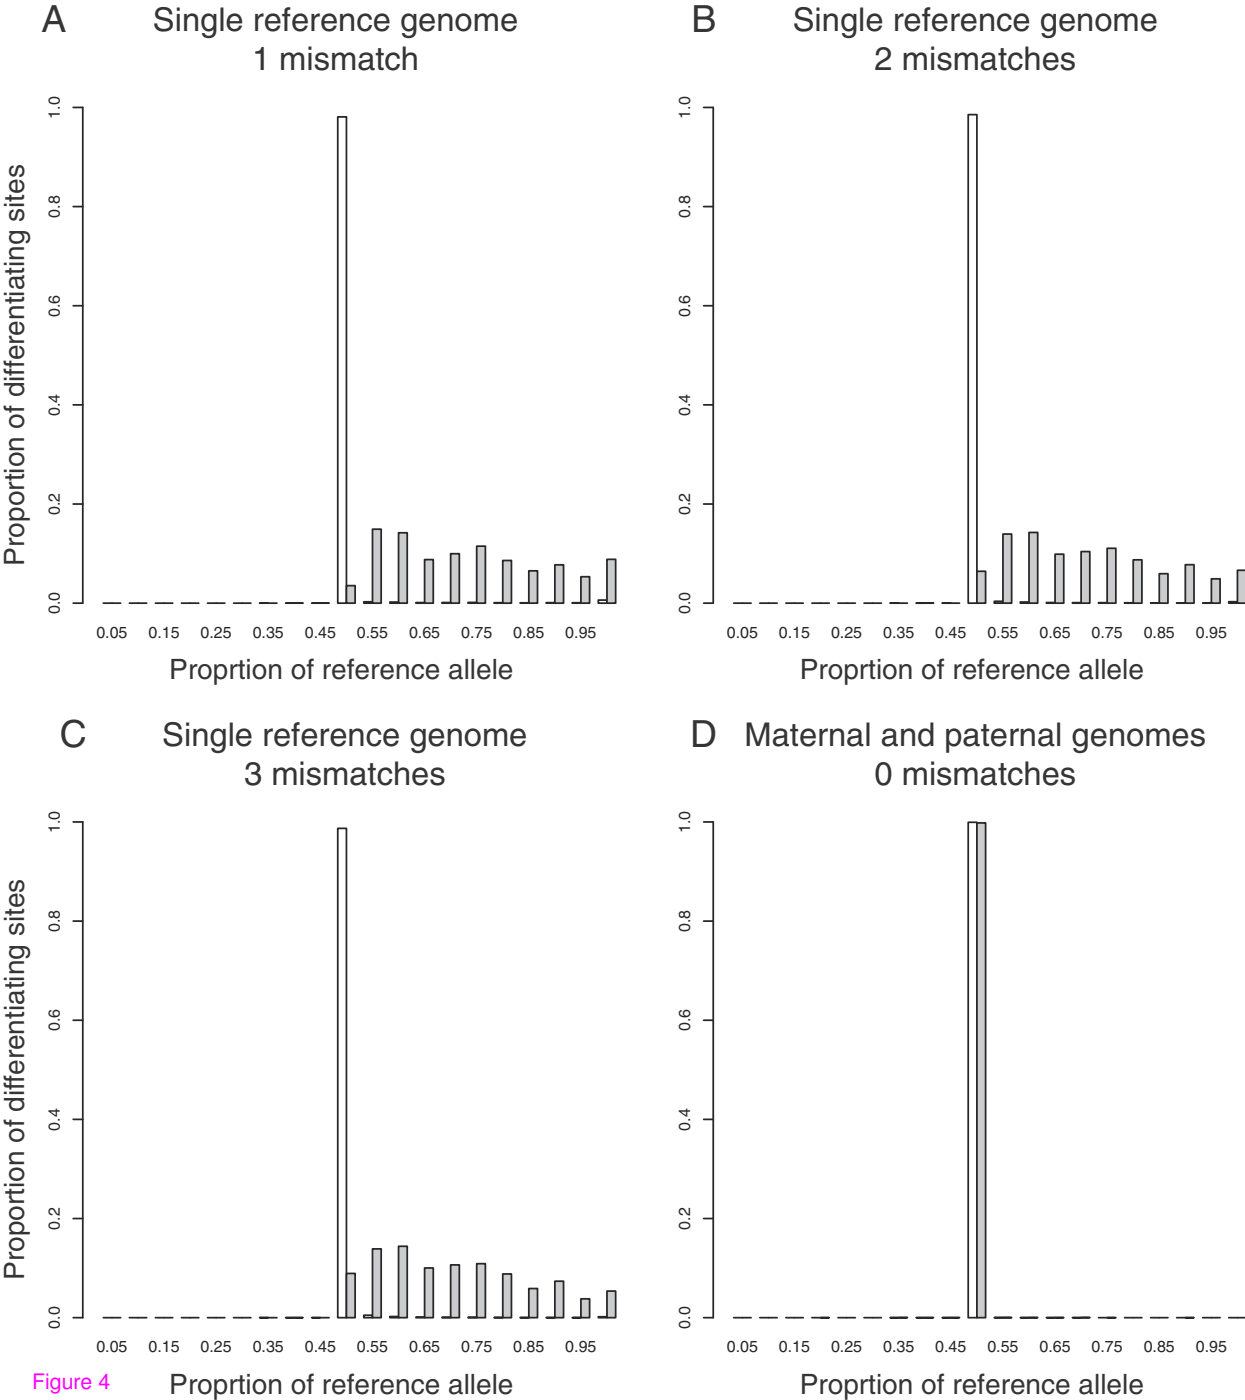 A Single reference genome
1 mismatch
Proportion of differentiating sites
1.0
0.8
0.6
0.4
0.2
0.0
0.05 0.15 0.25 0.35 0.45 0.55 0.65 0.75 0.85 0.95
Proprtion of reference allele
B Single reference genome
2 mismatches
1.0
0.8
0.6
0.4
0.2
0.0
0.05 0.15 0.25 0.35 0.45 0.55 0.65 0.75 0.85 0.95
Proprtion of reference allele
C Single reference genome
3 mismatches
Proportion of differentiating sites
1.0
0.8
0.6
0.4
0.2
0.0
0.05 0.15 0.25 0.35 0.45 0.55 0.65 0.75 0.85 0.95
Proprtion of reference allele
D Maternal and paternal genomes
0 mismatches
1.0
0.8
0.6
0.4
0.2
0.0
0.05 0.15 0.25 0.35 0.45 0.55 0.65 0.75 0.85 0.95
Proprtion of reference allele
Figure 4